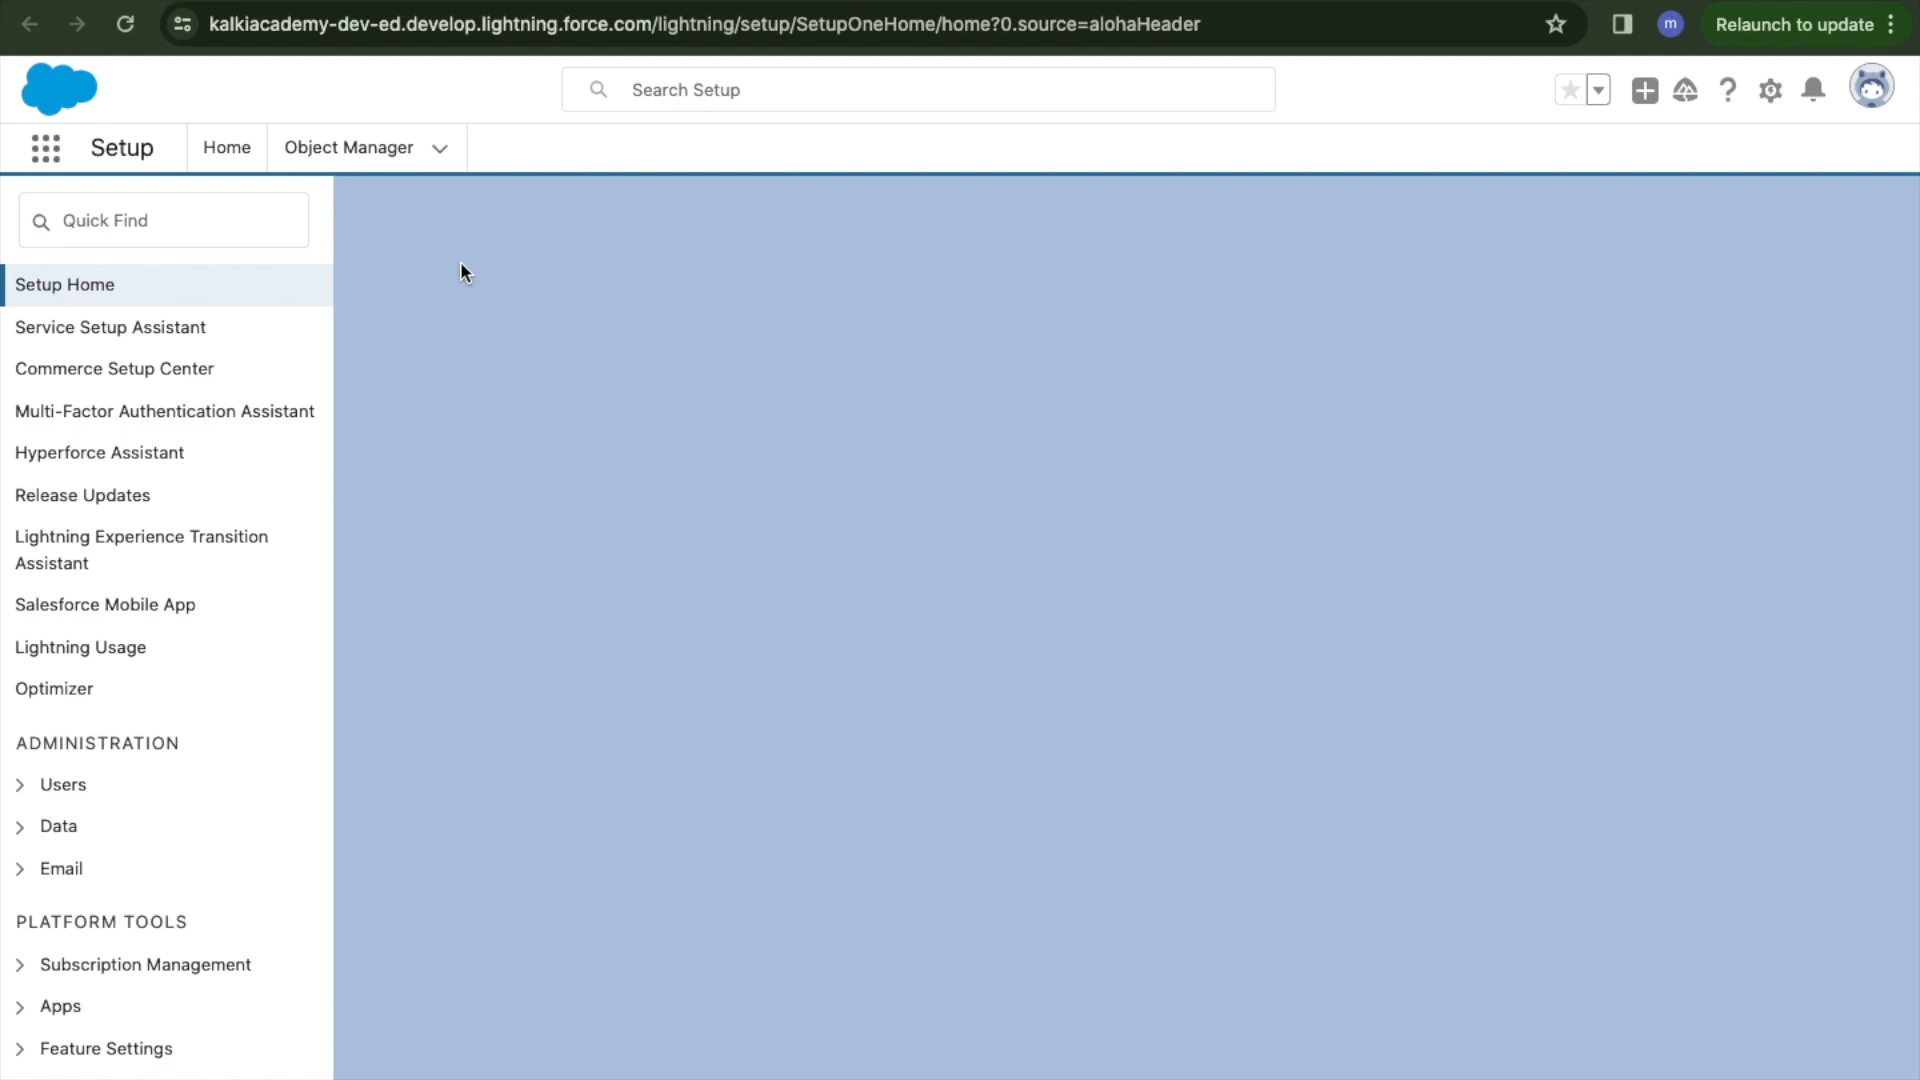 kalkiacademy-dev-ed.develop.lightning.force.com/lightning/setup/SetupOneHome/home?0.source=alohaHeader
m
Relaunch to update
Search Setup
Setup
Home
Object Manager
Quick Find
Setup Home
Service Setup Assistant
Commerce Setup Center
Multi-Factor Authentication Assistant
Hyperforce Assistant
Release Updates
Lightning Experience Transition
Assistant
Salesforce Mobile App
Lightning Usage
Optimizer
ADMINISTRATION
Users
Data
Email
PLATFORM TOOLS
Subscription Management
Apps
Feature Settings